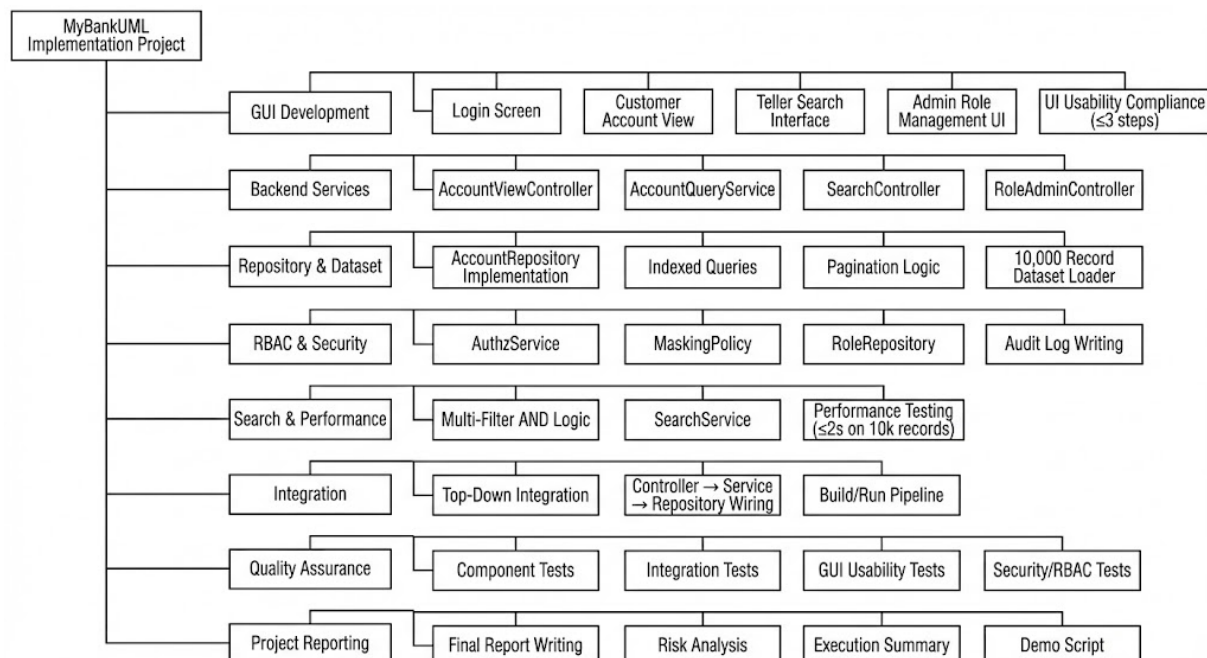 MyBankUML
Implementation Project
GUI Development
Login Screen
Customer
Account View
Teller Search
Interface
Admin Role
Management UI
UI Usability Compliance
(≤3 steps)
Backend Services
AccountViewController
AccountQueryService
SearchController
RoleAdminController
Repository & Dataset
AccountRepository
Implementation
Indexed Queries
Pagination Logic
10,000 Record
Dataset Loader
RBAC & Security
AuthzService
MaskingPolicy
RoleRepository
Audit Log Writing
Search & Performance
Multi-Filter AND Logic
SearchService
Performance Testing
(≤2s on 10k records)
Integration
Top-Down Integration
Controller → Service
→ Repository Wiring
Build/Run Pipeline
Quality Assurance
Component Tests
Integration Tests
GUI Usability Tests
Security/RBAC Tests
Project Reporting
Final Report Writing
Risk Analysis
Execution Summary
Demo Script